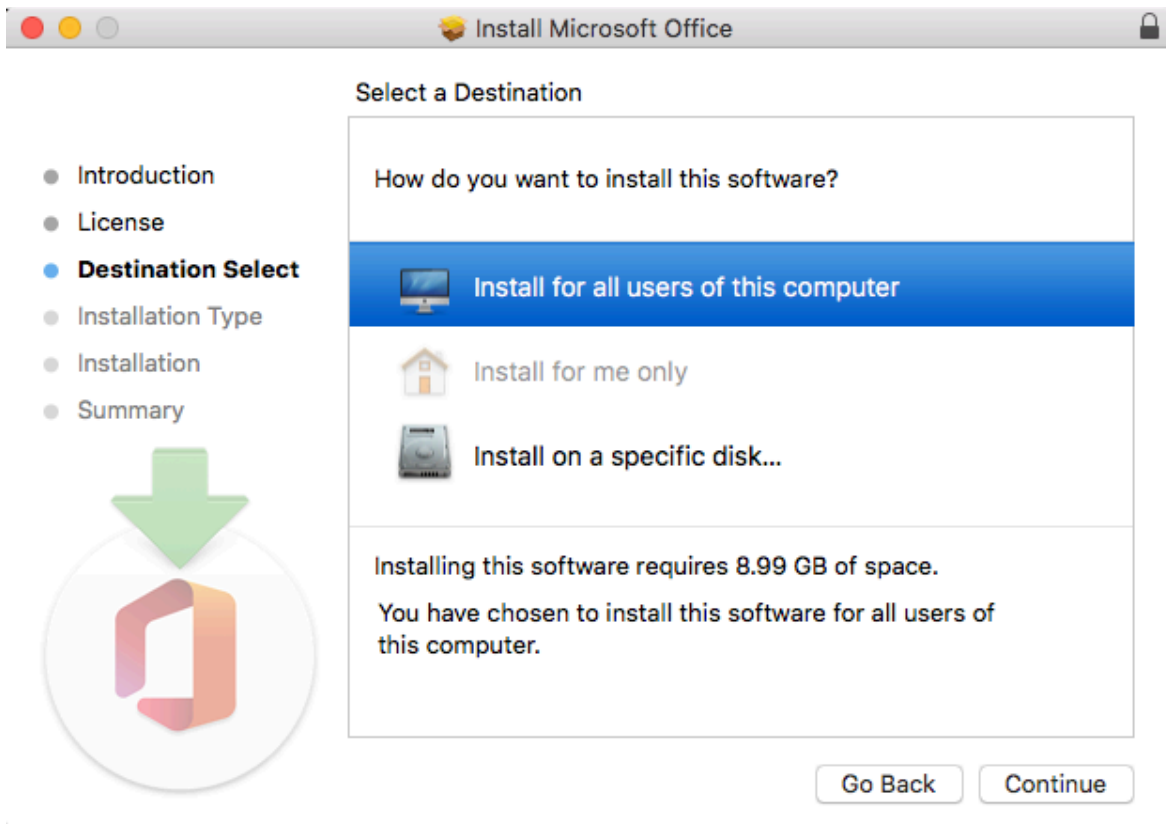 Install Microsoft Office
Select a Destination
Introduction
License
Destination Select
Installation Type
Installation
Summary
How do you want to install this software?
Install for all users of this computer
Install for me only
Install on a specific disk...
Installing this software requires 8.99 GB of space.
You have chosen to install this software for all users of
this computer.
Go Back
Continue